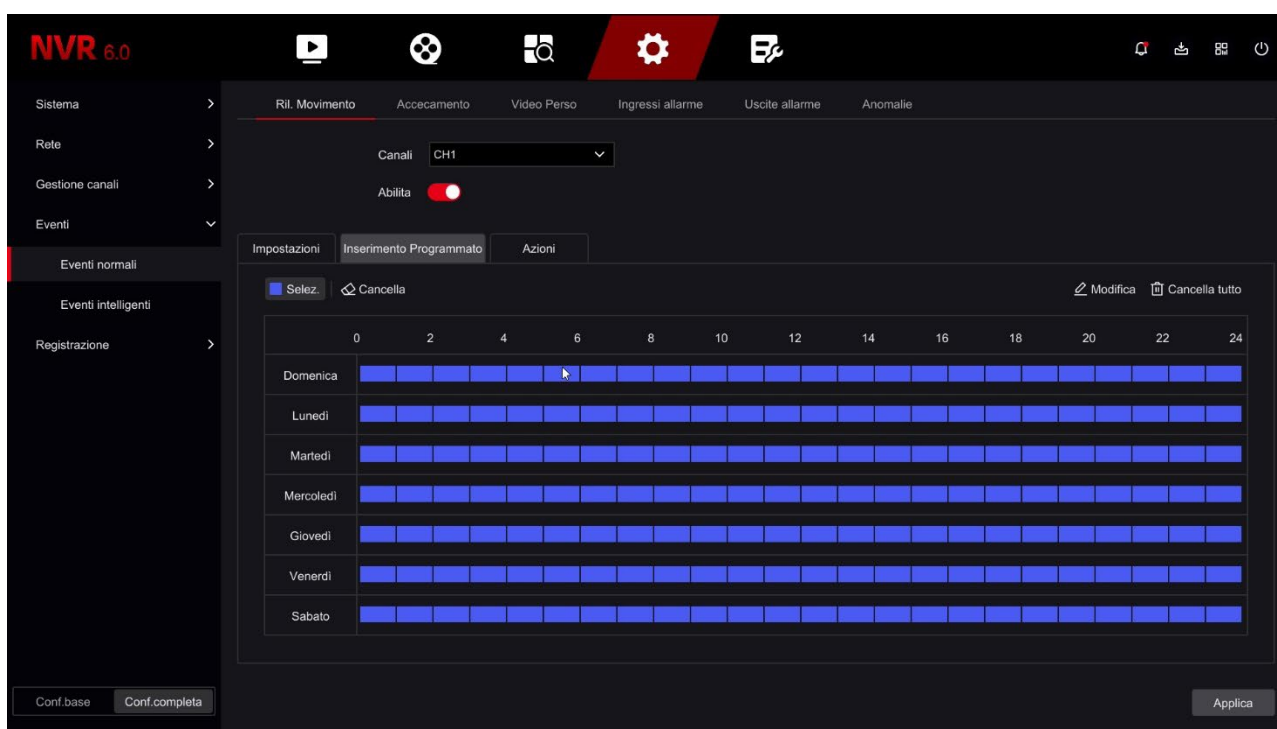 NVR 6.0
Sistema
Rete
Gestione canali
Eventi
Eventi normali
Eventi intelligenti
Registrazione
Conf.base Conf.completa
Ril. Movimento Accecamento Video Perso Ingressi allarme Uscite allarme Anomalie
Canali CH1
Abilita
Impostazioni Inserimento Programmato Azioni
Selez. Cancella Modifica Cancella tutto
0 2 4 6 8 10 12 14 16 18 20 22 24
Domenica
Lunedì
Martedì
Mercoledì
Giovedì
Venerdì
Sabato
Applica